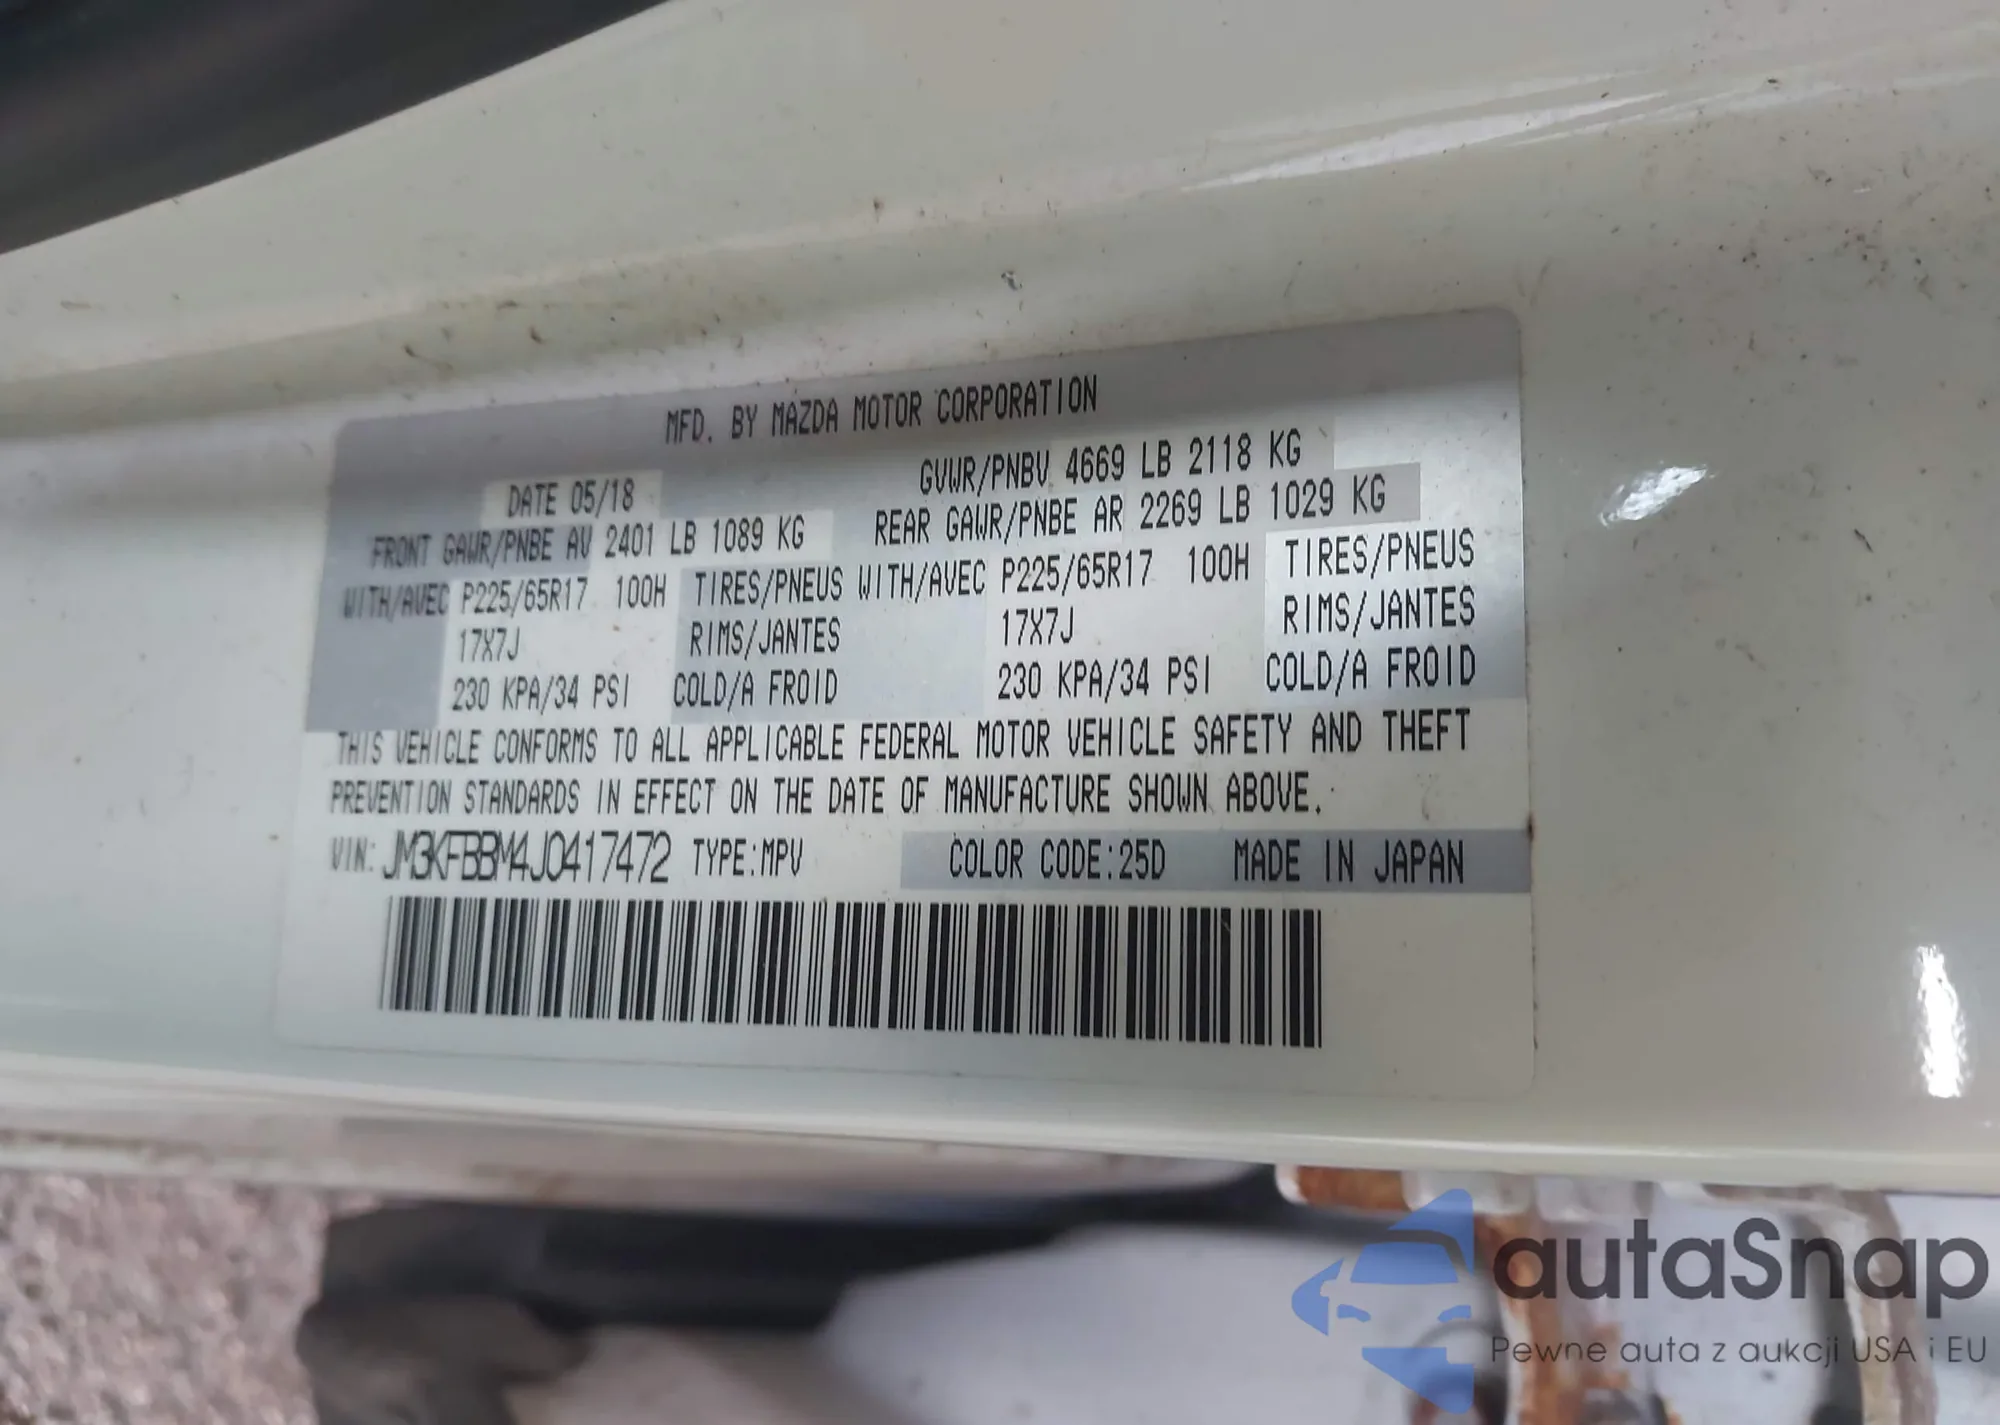 MFD. BY MAZDA MOTOR CORPORATION
DATE 05/18 GVWR/PNBV 4669 LB 2118 KG
FRONT GAWR/PNBE AV 2401 LB 1089 KG REAR GAWR/PNBE AR 2269 LB 1029 KG
WITH/AVEC P225/65R17 100H TIRES/PNEUS WITH/AVEC P225/65R17 100H TIRES/PNEUS
17X7J RIMS/JANTES 17X7J RIMS/JANTES
230 KPA/34 PSI COLD/A FROID 230 KPA/34 PSI COLD/A FROID
THIS VEHICLE CONFORMS TO ALL APPLICABLE FEDERAL MOTOR VEHICLE SAFETY AND THEFT
PREVENTION STANDARDS IN EFFECT ON THE DATE OF MANUFACTURE SHOWN ABOVE.
VIN: JM3KFBBM4J0417472 TYPE:MPV COLOR CODE:25D MADE IN JAPAN
autaSnap
Pewne auta z aukcji USA i EU